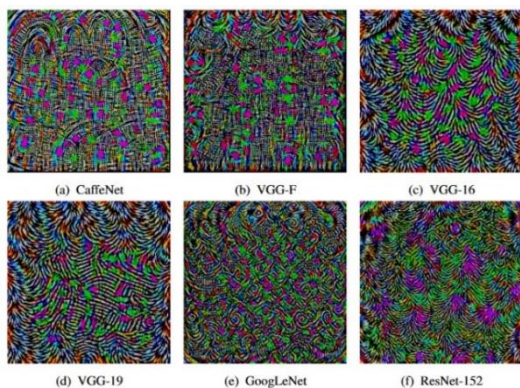 (a) CaffeNet
(b) VGG-F
(c) VGG-16
(d) VGG-19
(e) GoogLeNet
(f) ResNet-152